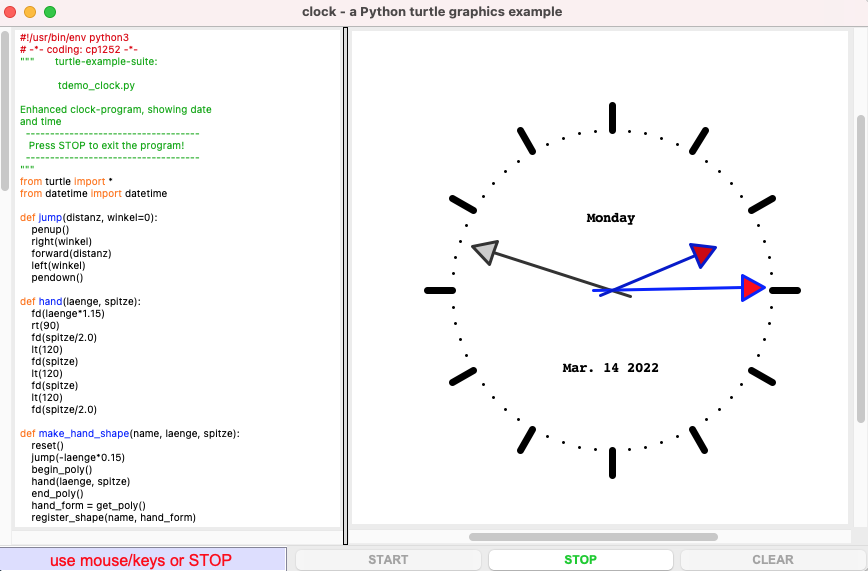 clock - a Python turtle graphics example
#!/usr/bin/env python3
# -*- coding: cp1252 -*-
""" turtle-example-suite:
tdemo_clock.py
Enhanced clock-program, showing date
and time
------------------------------------
Press STOP to exit the program!
------------------------------------
"""
from turtle import *
from datetime import datetime
def jump(distanz, winkel=0):
penup()
right(winkel)
forward(distanz)
left(winkel)
pendown()
def hand(laenge, spitze):
fd(laenge*1.15)
rt(90)
fd(spitze/2.0)
lt(120)
fd(spitze)
lt(120)
fd(spitze)
lt(120)
fd(spitze/2.0)
def make_hand_shape(name, laenge, spitze):
reset()
jump(-laenge*0.15)
begin_poly()
hand(laenge, spitze)
end_poly()
hand_form = get_poly()
register_shape(name, hand_form)
Monday
Mar. 14 2022
use mouse/keys or STOP
START
STOP
CLEAR